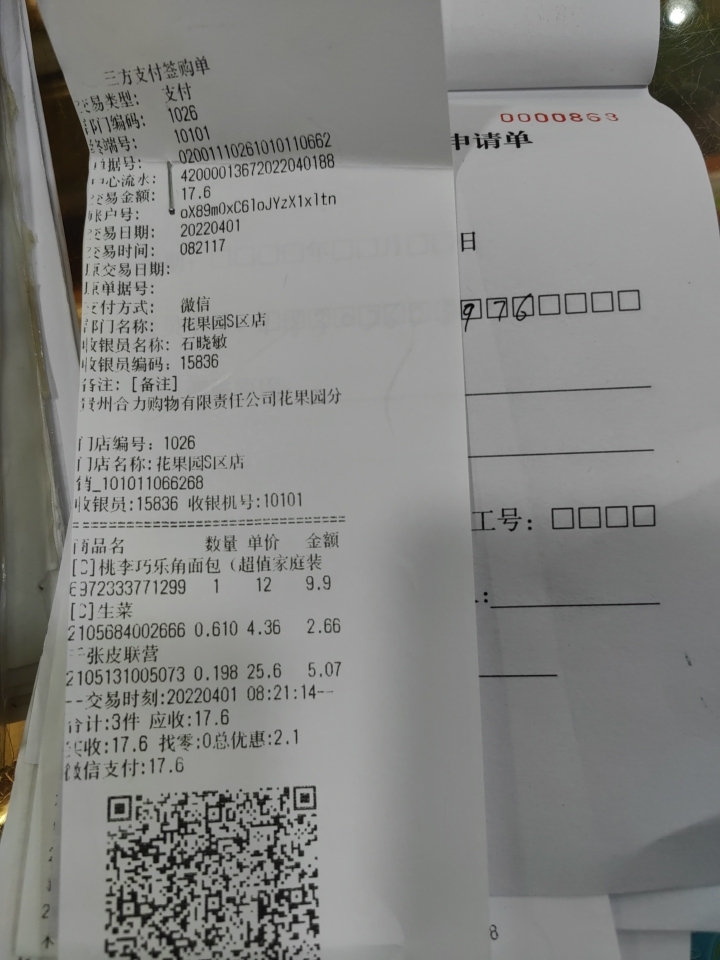 三方支付签购单
交易类型: 支付
部门编码: 1026
终端号: 10101
单据号: 02001110261010110662
中心流水: 42000013672022040188
交易金额: 17.6
账户号: oX89m0xC61oJYzX1x1tn
交易日期: 20220401
交易时间: 082117
原交易日期:
原单据号:
支付方式: 微信
部门名称: 花果园S区店
收银员名称: 石晓敏
收银员编码: 15836
备注: [备注]
贵州合力购物有限责任公司花果园分
门店编号: 1026
门店名称: 花果园S区店
销_101011066268
收银员:15836 收银机号:10101
商品名 数量 单价 金额
[C]桃李巧乐角面包（超值家庭装
6972333771299 1 12 9.9
[C]生菜
2105684002666 0.610 4.36 2.66
千张皮联营
2105131005073 0.198 25.6 5.07
--交易时刻:20220401 08:21:14--
合计:3件 应收:17.6
实收:17.6 找零:0总优惠:2.1
微信支付:17.6
0000863
申请单
日
976
工号:
8